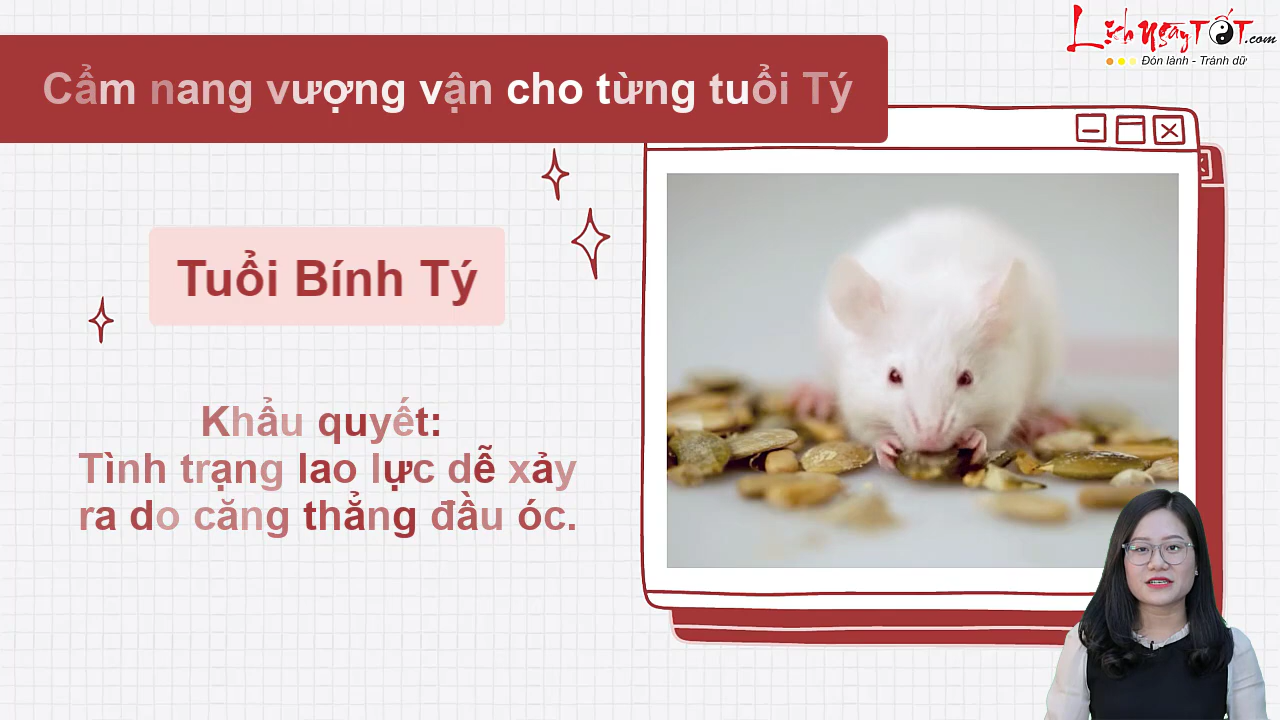 LịchNgàyTỐT.com
Đón lành - Tránh dữ
Cẩm nang vượng vận cho từng tuổi Tý
Tuổi Bính Tý
Khẩu quyết:
Tình trạng lao lực dễ xảy
ra do căng thẳng đầu óc.